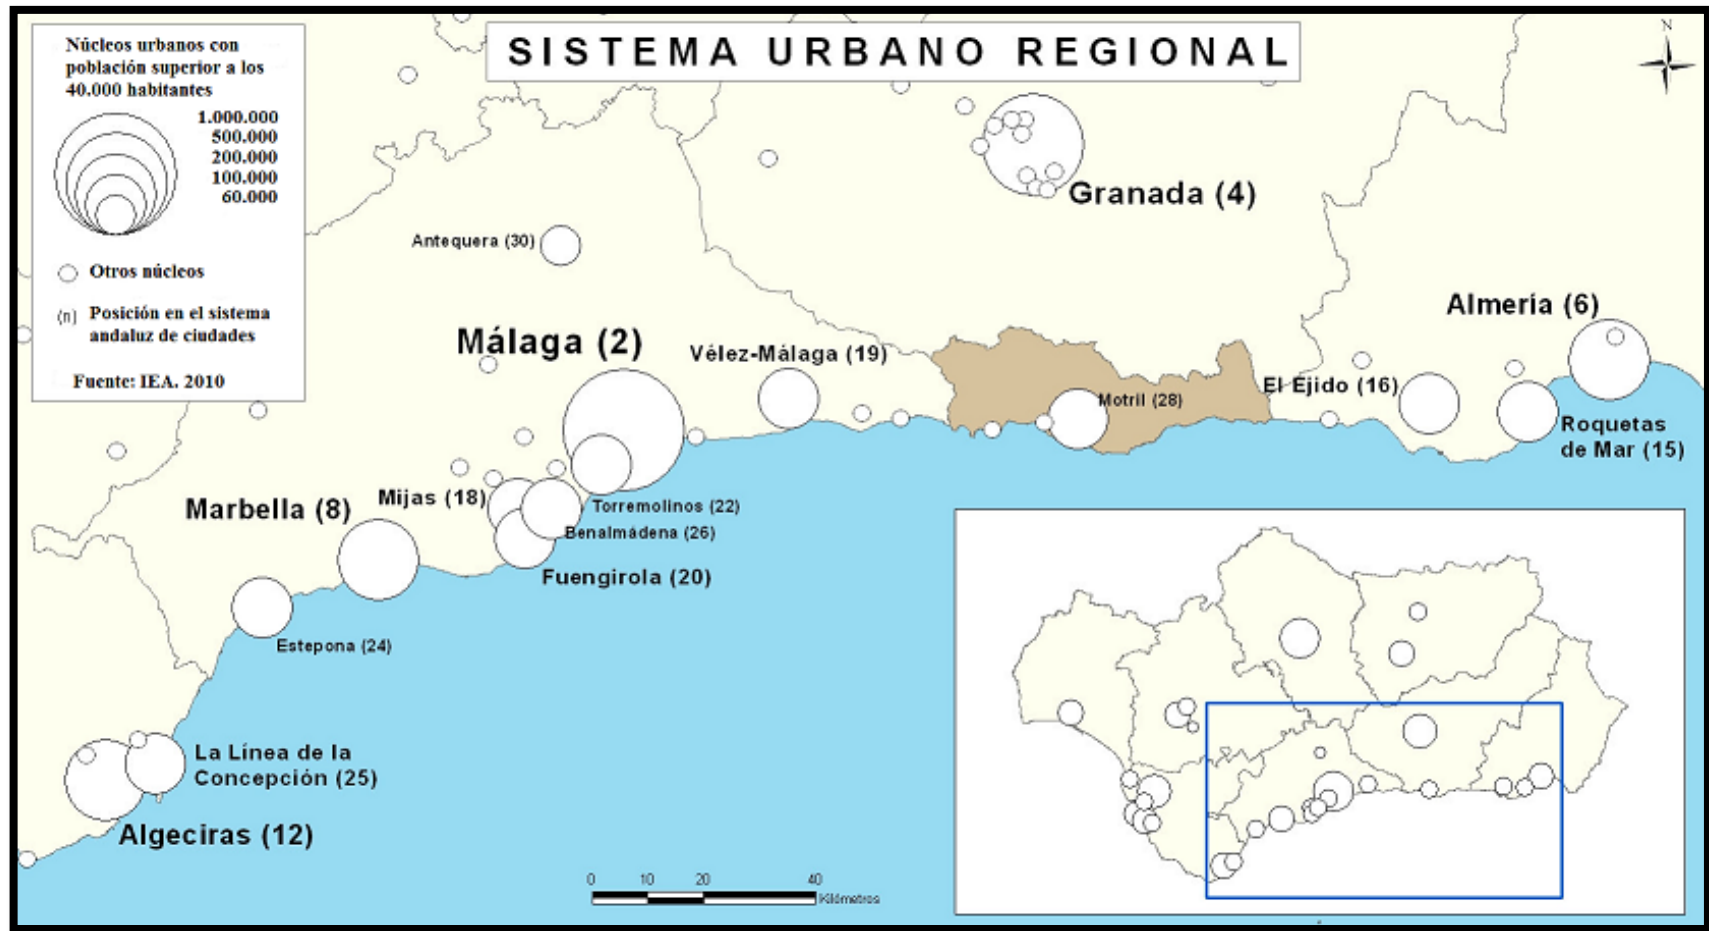 SISTEMA URBANO REGIONAL
N
Núcleos urbanos con
población superior a los
40.000 habitantes
1.000.000
500.000
200.000
100.000
60.000
Otros núcleos
(n) Posición en el sistema
andaluz de ciudades
Fuente: IEA. 2010
Granada (4)
Antequera (30)
Almería (6)
Málaga (2)
Vélez-Málaga (19)
El Ejido (16)
Motril (28)
Roquetas
de Mar (15)
Mijas (18)
Marbella (8)
Torremolinos (22)
Benalmádena (26)
Fuengirola (20)
Estepona (24)
La Línea de la
Concepción (25)
Algeciras (12)
0 10 20 40
Kilómetros